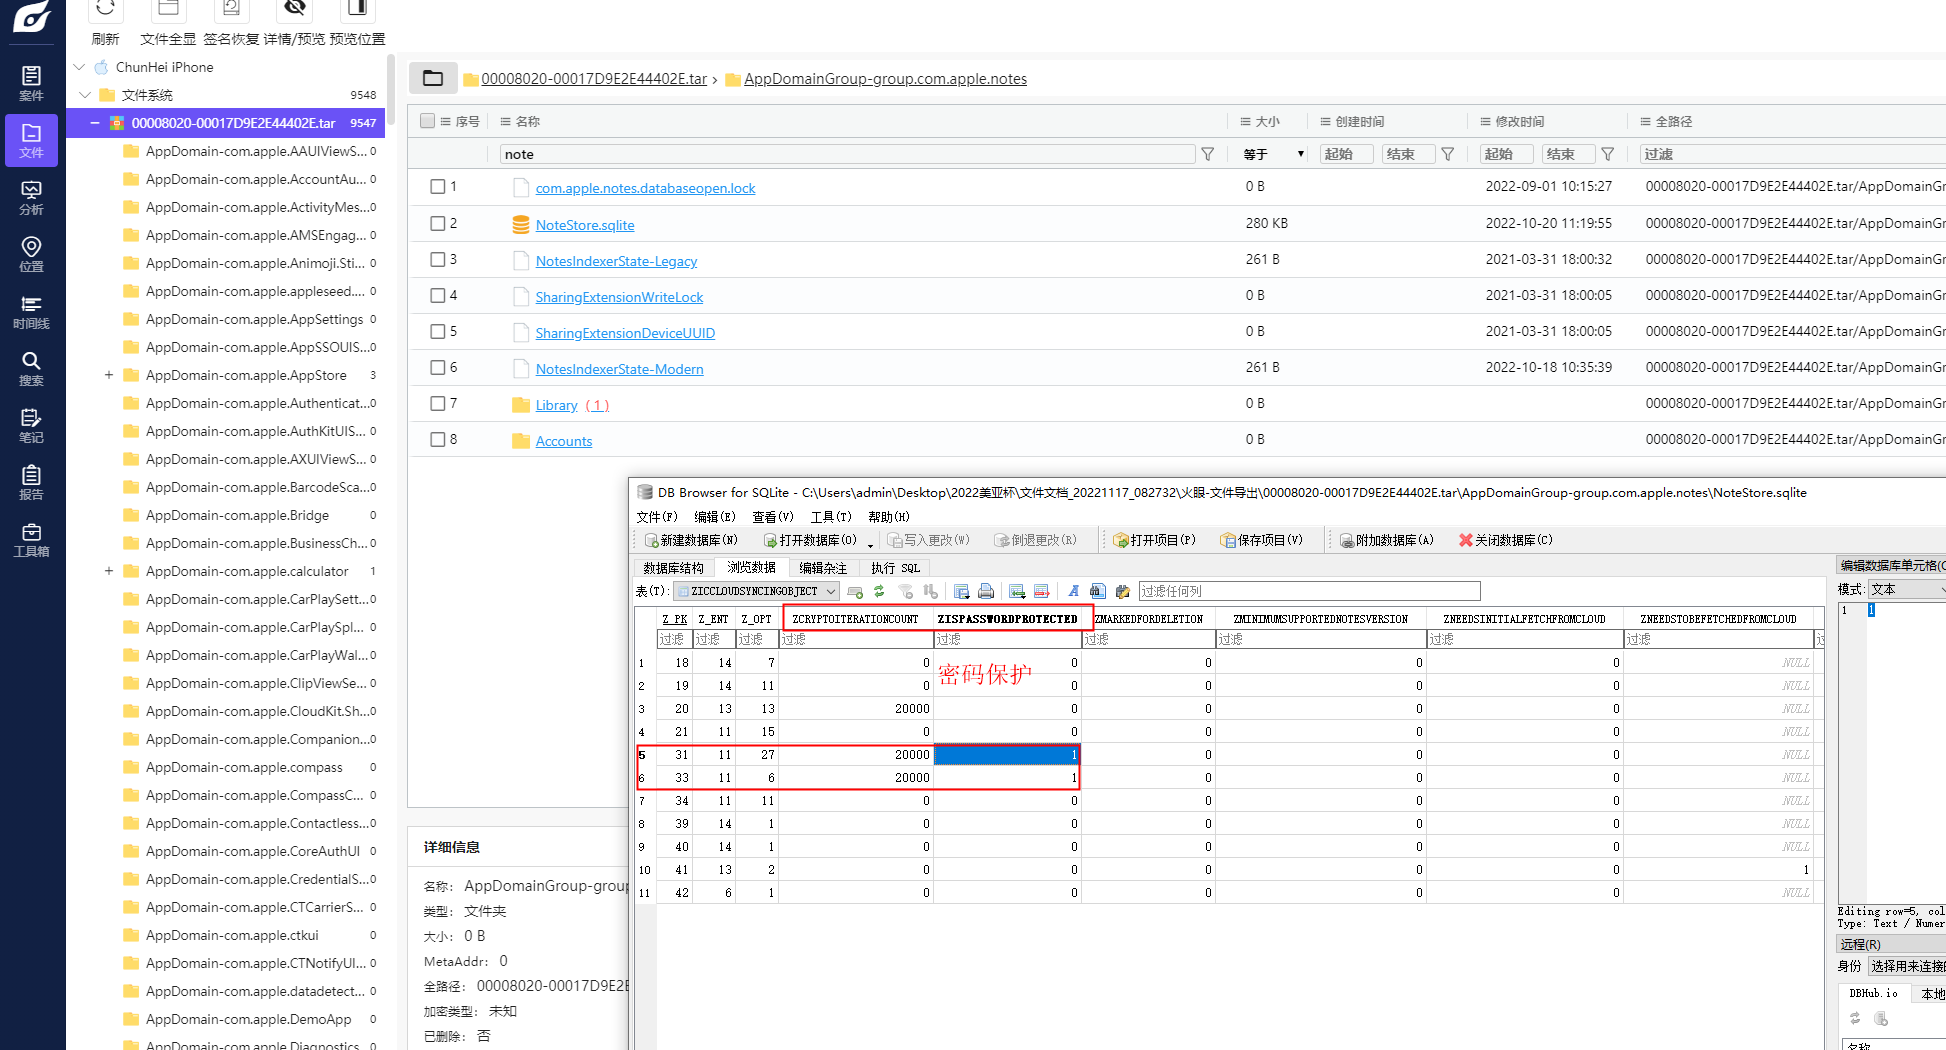 刷新 文件全显 签名恢复 详情/预览 预览位置
案件
文件
分析
位置
时间线
搜索
笔记
报告
工具箱
ChunHei iPhone
文件系统 9548
00008020-00017D9E2E44402E.tar 9547
AppDomain-com.apple.AAUIViewS... 0
AppDomain-com.apple.AccountAu... 0
AppDomain-com.apple.ActivityMes... 0
AppDomain-com.apple.AMSEngag... 0
AppDomain-com.apple.Animoji.Sti... 0
AppDomain-com.apple.appleseed.... 0
AppDomain-com.apple.AppSettings 0
AppDomain-com.apple.AppSSOUIS...0
AppDomain-com.apple.AppStore 3
AppDomain-com.apple.Authenticat...0
AppDomain-com.apple.AuthKitUIS... 0
AppDomain-com.apple.AXUIViewS... 0
AppDomain-com.apple.BarcodeSca... 0
AppDomain-com.apple.Bridge 0
AppDomain-com.apple.BusinessCh... 0
AppDomain-com.apple.calculator 1
AppDomain-com.apple.CarPlaySett... 0
AppDomain-com.apple.CarPlaySpl... 0
AppDomain-com.apple.CarPlayWal... 0
AppDomain-com.apple.ClipViewSe... 0
AppDomain-com.apple.CloudKit.Sh...0
AppDomain-com.apple.Companion...0
AppDomain-com.apple.compass 0
AppDomain-com.apple.CompassC... 0
AppDomain-com.apple.Contactless...0
AppDomain-com.apple.CoreAuthUI 0
AppDomain-com.apple.CredentialS...0
AppDomain-com.apple.CTCarrierS... 0
AppDomain-com.apple.ctkui 0
AppDomain-com.apple.CTNotifyUI... 0
AppDomain-com.apple.datadetect... 0
AppDomain-com.apple.DemoApp 0
AppDomain-com.apple.Diagnostics 0
00008020-00017D9E2E44402E.tar › AppDomainGroup-group.com.apple.notes
序号 名称 大小 创建时间 修改时间 全路径
note 等于 起始 结束 起始 结束 过滤
1 com.apple.notes.databaseopen.lock 0 B 2022-09-01 10:15:27 00008020-00017D9E2E44402E.tar/AppDomainGr
2 NoteStore.sqlite 280 KB 2022-10-20 11:19:55 00008020-00017D9E2E44402E.tar/AppDomainGr
3 NotesIndexerState-Legacy 261 B 2021-03-31 18:00:32 00008020-00017D9E2E44402E.tar/AppDomainGr
4 SharingExtensionWriteLock 0 B 2021-03-31 18:00:05 00008020-00017D9E2E44402E.tar/AppDomainGr
5 SharingExtensionDeviceUUID 0 B 2021-03-31 18:00:05 00008020-00017D9E2E44402E.tar/AppDomainGr
6 NotesIndexerState-Modern 261 B 2022-10-18 10:35:39 00008020-00017D9E2E44402E.tar/AppDomainGr
7 Library ( 1 ) 0 B 00008020-00017D9E2E44402E.tar/AppDomainGr
8 Accounts 0 B 00008020-00017D9E2E44402E.tar/AppDomainGr
详细信息
名称: AppDomainGroup-group
类型: 文件夹
大小: 0 B
MetaAddr: 0
全路径: 00008020-00017D9E2E
加密类型: 未知
已删除: 否
DB Browser for SQLite - C:\Users\admin\Desktop\2022美亚杯\文件文档_20221117_082732\火眼-文件导出\00008020-00017D9E2E44402E.tar\AppDomainGroup-group.com.apple.notes\NoteStore.sqlite
文件(F) 编辑(E) 查看(V) 工具(T) 帮助(H)
新建数据库(N) 打开数据库(O) 写入更改(W) 倒退更改(R) 打开项目(P) 保存项目(V) 附加数据库(A) 关闭数据库(C)
数据库结构 浏览数据 编辑杂注 执行 SQL
表(T): ZICCLOUDSYNCINGOBJECT 过滤任何列
Z_PK Z_ENT Z_OPT ZCRYPTOITERATIONCOUNT ZISPASSWORDPROTECTED ZMARKEDFORDELETION ZMINIMUMSUPPORTEDNOTESVERSION ZNEEDSINITIALFETCHFROMCLOUD ZNEEDSTOBEFETCHEDFROMCLOUD
过滤 过滤 过滤 过滤 过滤 过滤 过滤 过滤 过滤
1 18 14 7 0 0 0 0 0 NULL
密码保护
2 19 14 11 0 0 0 0 0 NULL
3 20 13 13 20000 0 0 0 0 NULL
4 21 11 15 0 0 0 0 0 NULL
5 31 11 27 20000 1 0 0 0 NULL
6 33 11 6 20000 1 0 0 0 NULL
7 34 11 11 0 0 0 0 0 NULL
8 39 14 1 0 0 0 0 0 NULL
9 40 14 1 0 0 0 0 0 NULL
10 41 13 2 0 0 0 0 0 1
11 42 6 1 0 0 0 0 0 NULL
编辑数据库单元格(C
模式: 文本
1 1
Editing row=5, col
Type: Text / Numer
远程(R)
身份 选择用来连接
DBHub.io 本地
名称